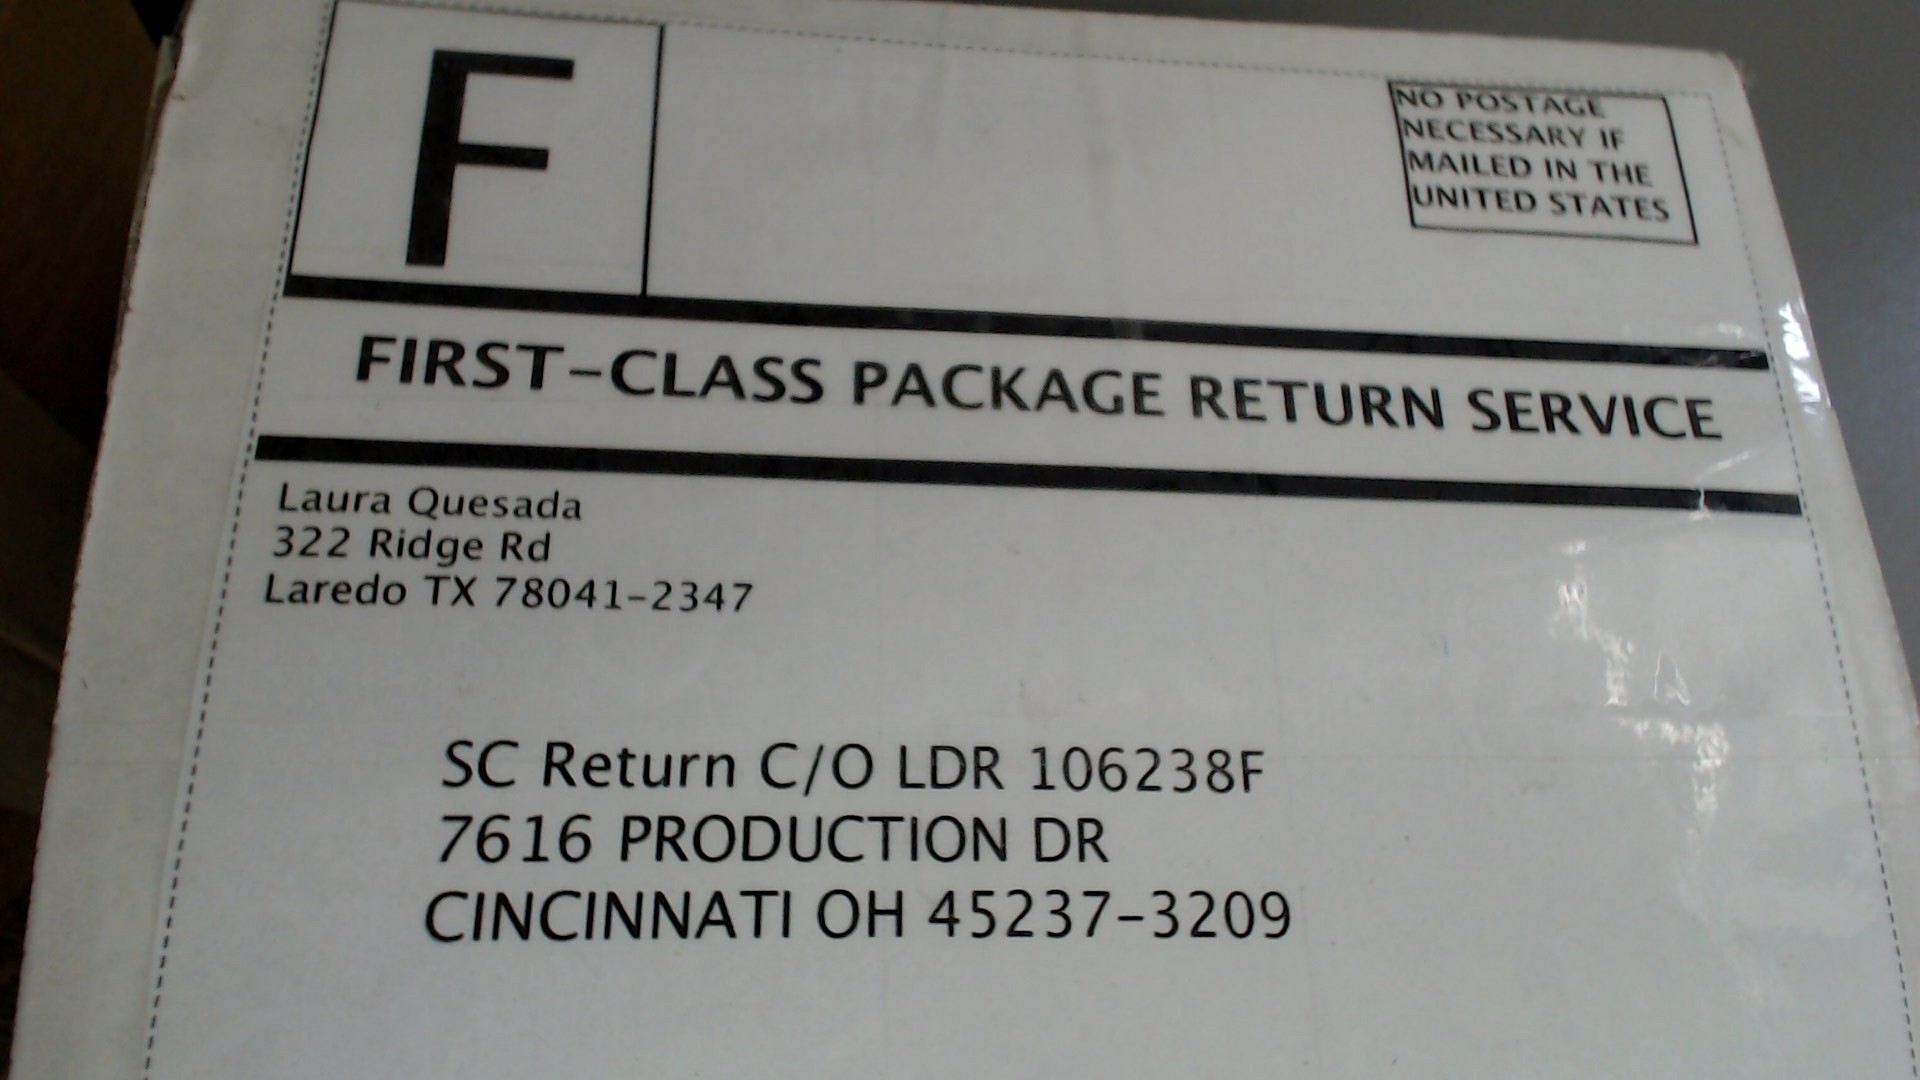 F
NO POSTAGE
NECESSARY IF
MAILED IN THE
UNITED STATES
FIRST-CLASS PACKAGE RETURN SERVICE
Laura Quesada
322 Ridge Rd
Laredo TX 78041-2347
SC Return C/O LDR 106238F
7616 PRODUCTION DR
CINCINNATI OH 45237-3209